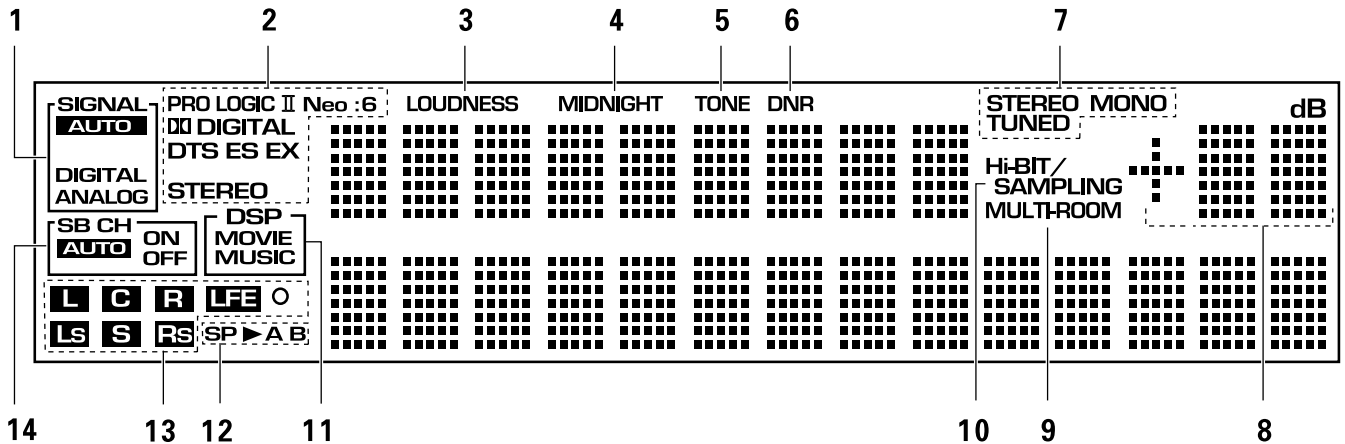 1 2 3 4 5 6 7
SIGNAL
AUTO
DIGITAL
ANALOG
PRO LOGIC II Neo :6
DIGITAL
DTS ES EX
STEREO
LOUDNESS MIDNIGHT TONE DNR
STEREO MONO
TUNED
dB
Hi-BIT/
SAMPLING
MULTI-ROOM
SB CH
AUTO
ON
OFF
DSP
MOVIE
MUSIC
L C R LFE
Ls S Rs
SP ► A B
14 13 12 11 10 9 8